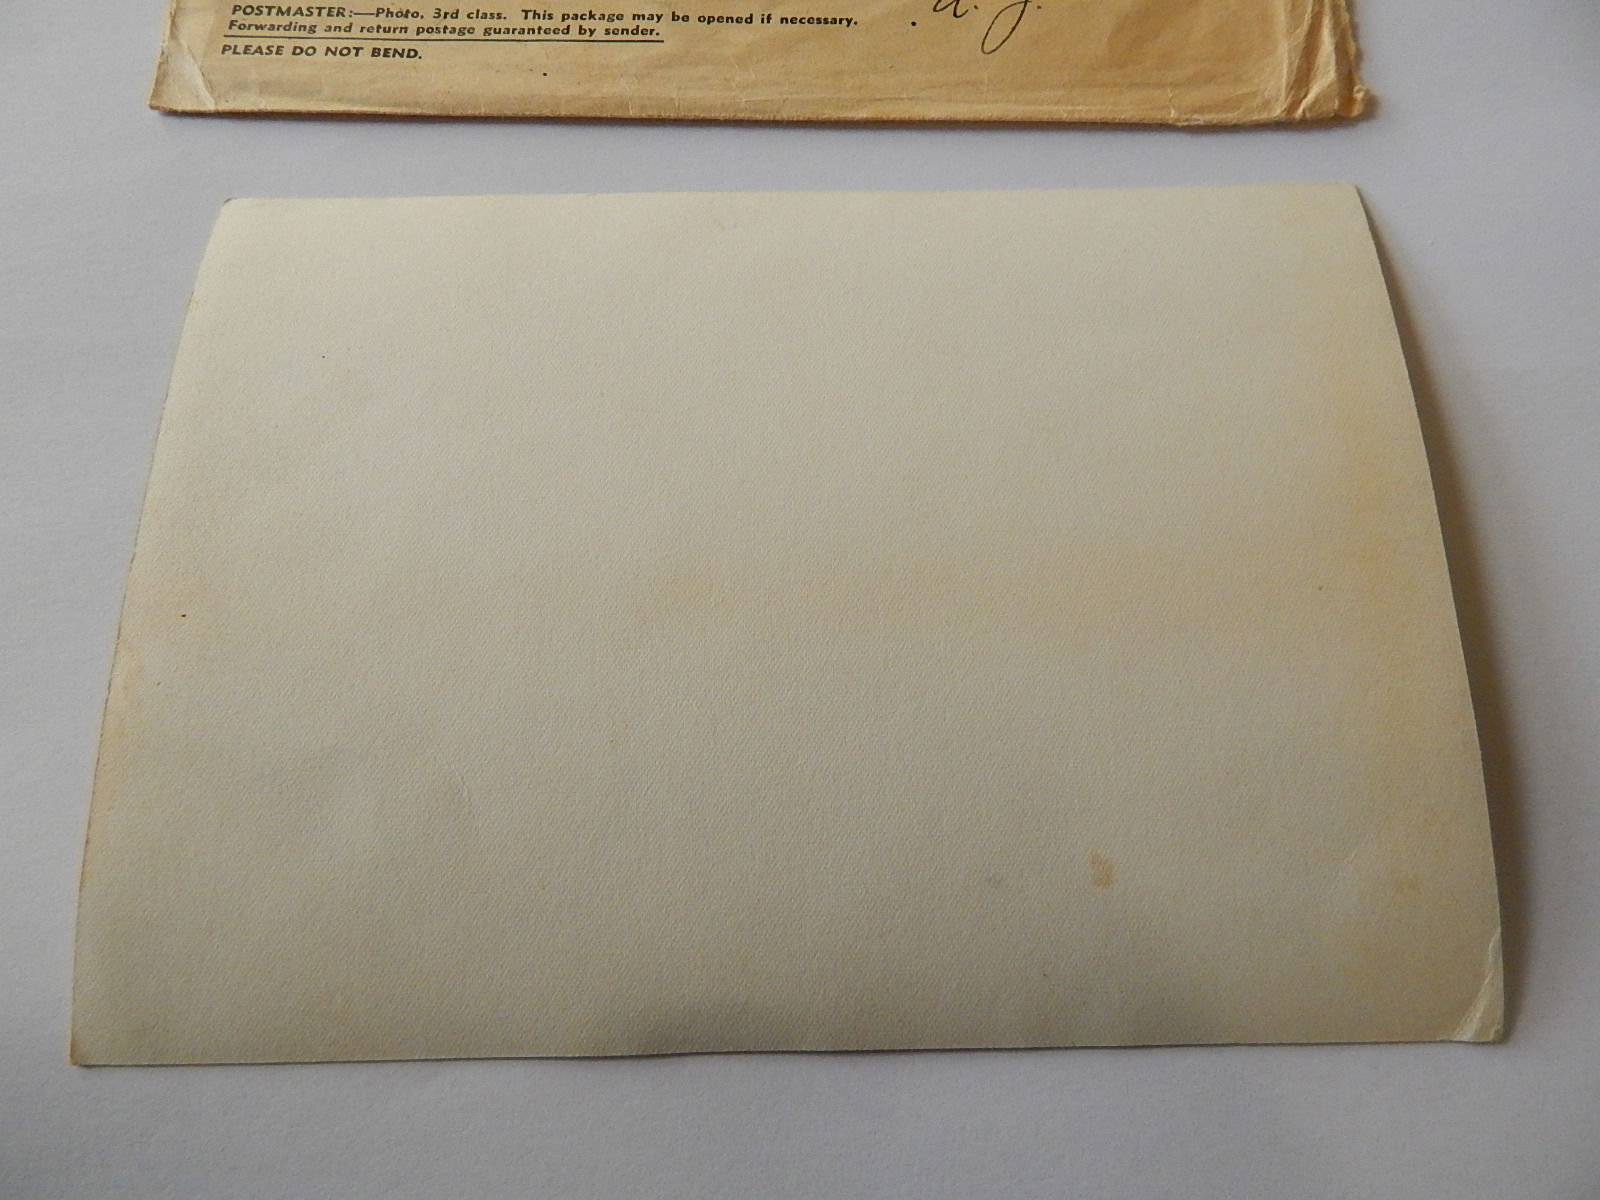 POSTMASTER:—Photo, 3rd class. This package may be opened if necessary.
Forwarding and return postage guaranteed by sender.
PLEASE DO NOT BEND.